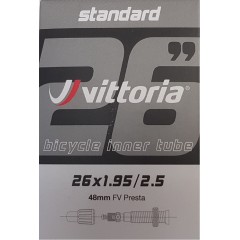 standard
26"
vittoria
bicycle inner tube
26x1.95/2.5
48mm FV Presta